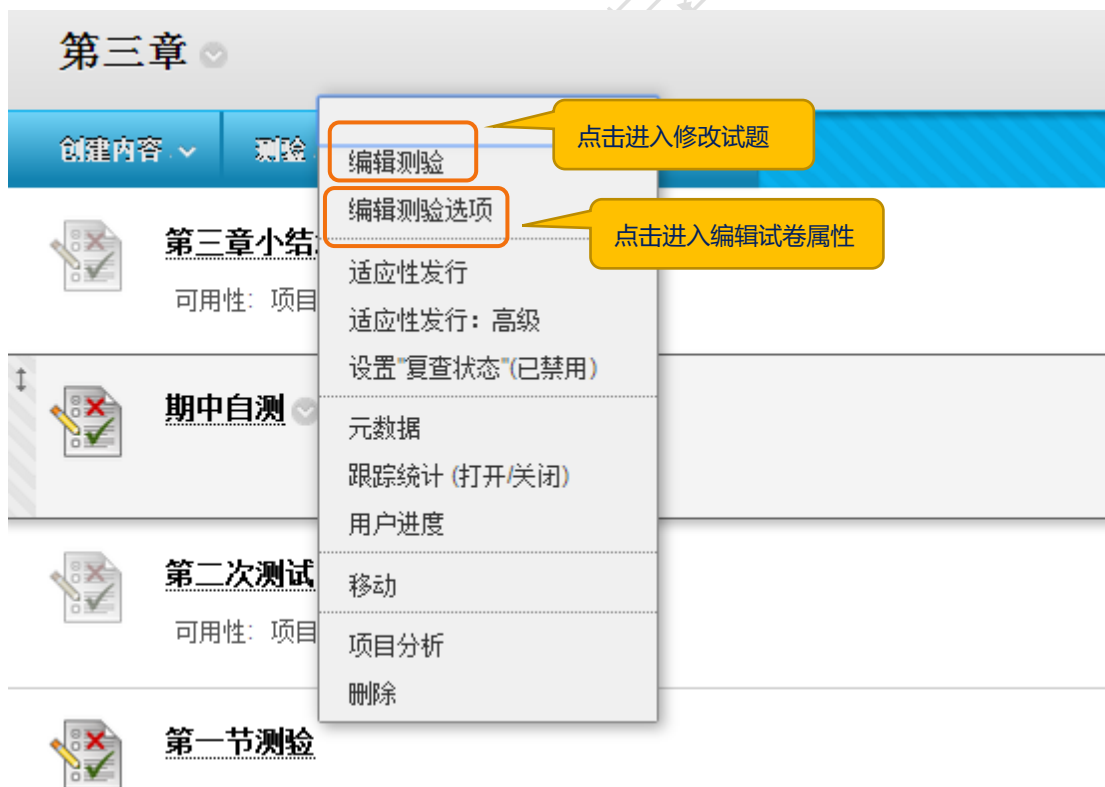 第三章
创建内容
测验
点击进入修改试题
编辑测验
编辑测验选项
点击进入编辑试卷属性
第三章小结
可用性：项目
适应性发行
适应性发行：高级
设置"复查状态"(已禁用)
期中自测
元数据
跟踪统计 (打开/关闭)
用户进度
第二次测试
可用性：项目
移动
项目分析
删除
第一节测验